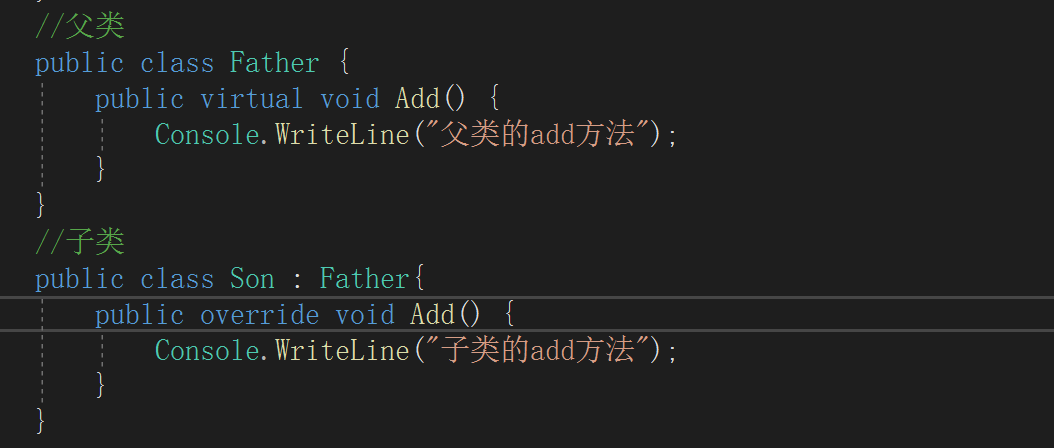 //父类
public class Father {
public virtual void Add() {
Console.WriteLine("父类的add方法");
}
}
//子类
public class Son : Father{
public override void Add() {
Console.WriteLine("子类的add方法");
}
}